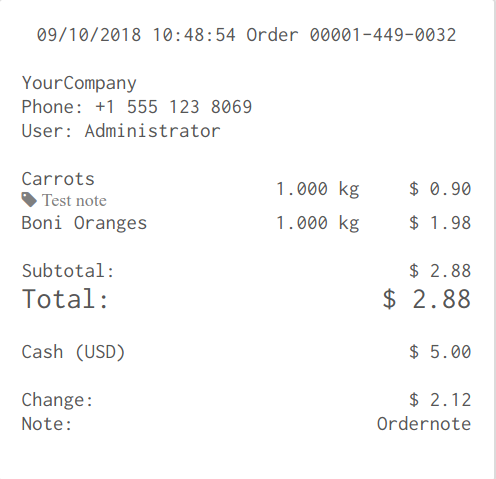 09/10/2018 10:48:54 Order 00001-449-0032
YourCompany
Phone: +1 555 123 8069
User: Administrator
Carrots 1.000 kg $ 0.90
Test note
Boni Oranges 1.000 kg $ 1.98
Subtotal: $ 2.88
Total: $ 2.88
Cash (USD) $ 5.00
Change: $ 2.12
Note: Ordernote